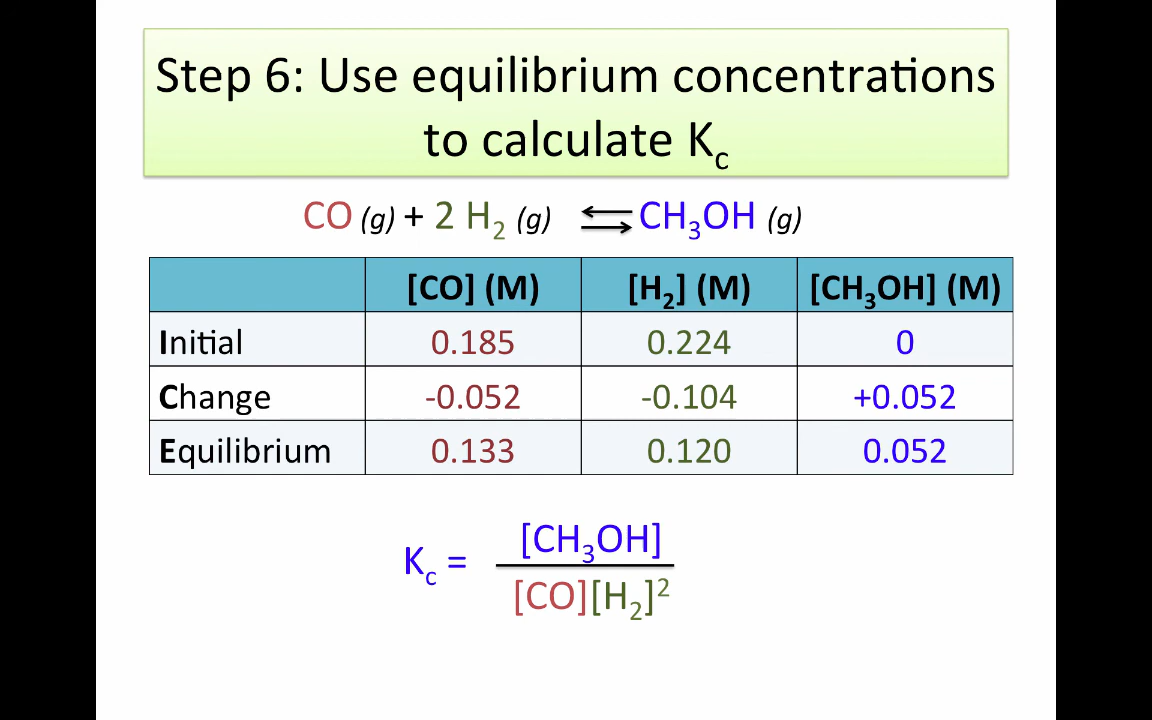 Step 6: Use equilibrium concentrations
to calculate Kc
CO (g) + 2 H2 (g) ⇆ CH3OH (g)
[CO] (M) [H2] (M) [CH3OH] (M)
Initial 0.185 0.224 0
Change -0.052 -0.104 +0.052
Equilibrium 0.133 0.120 0.052
[CH3OH]
Kc =
[CO][H2]²